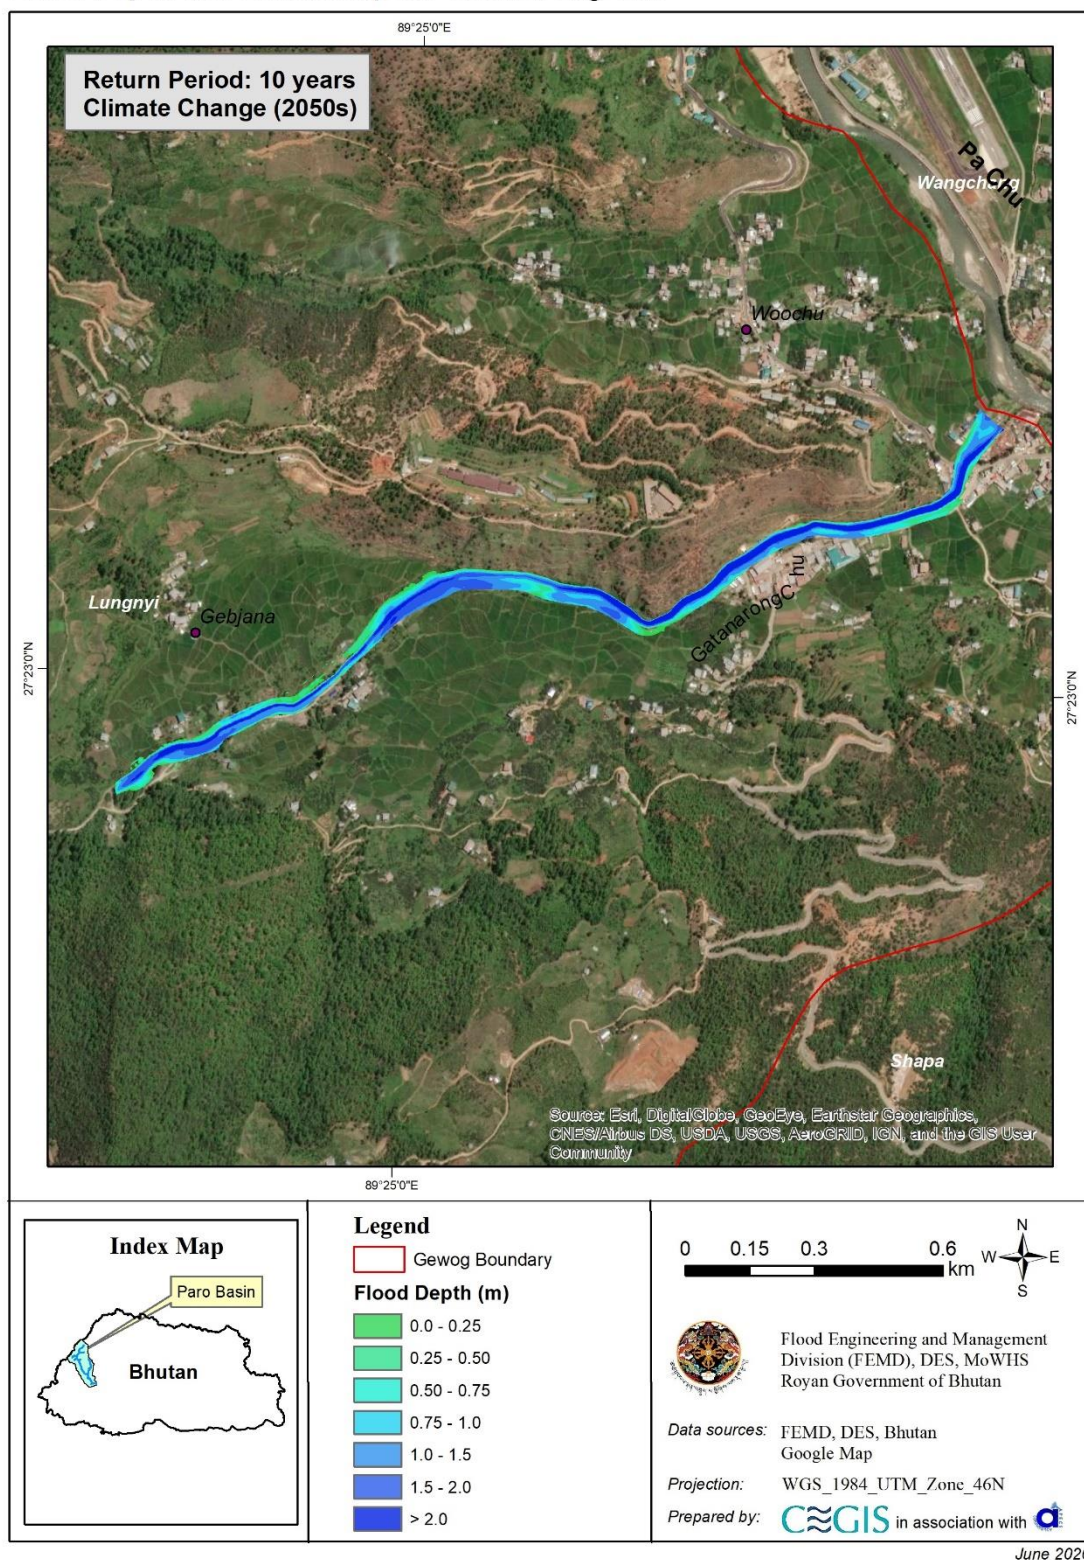 89°25'0"E
Return Period: 10 years
Climate Change (2050s)
Pa Chu
Wangchang
Woochu
Lungnyi
Gebjana
GatanarongChu
27°23'0"N
27°23'0"N
Shapa
Source: Esri, DigitalGlobe, GeoEye, Earthstar Geographics,
CNES/Airbus DS, USDA, USGS, AeroGRID, IGN, and the GIS User
Community
89°25'0"E
Index Map
Paro Basin
Bhutan
Legend
Gewog Boundary
Flood Depth (m)
0.0 - 0.25
0.25 - 0.50
0.50 - 0.75
0.75 - 1.0
1.0 - 1.5
1.5 - 2.0
> 2.0
0 0.15 0.3 0.6
km
N
W E
S
Flood Engineering and Management
Division (FEMD), DES, MoWHS
Royan Government of Bhutan
Data sources: FEMD, DES, Bhutan
Google Map
Projection: WGS_1984_UTM_Zone_46N
Prepared by: CEGIS in association with a